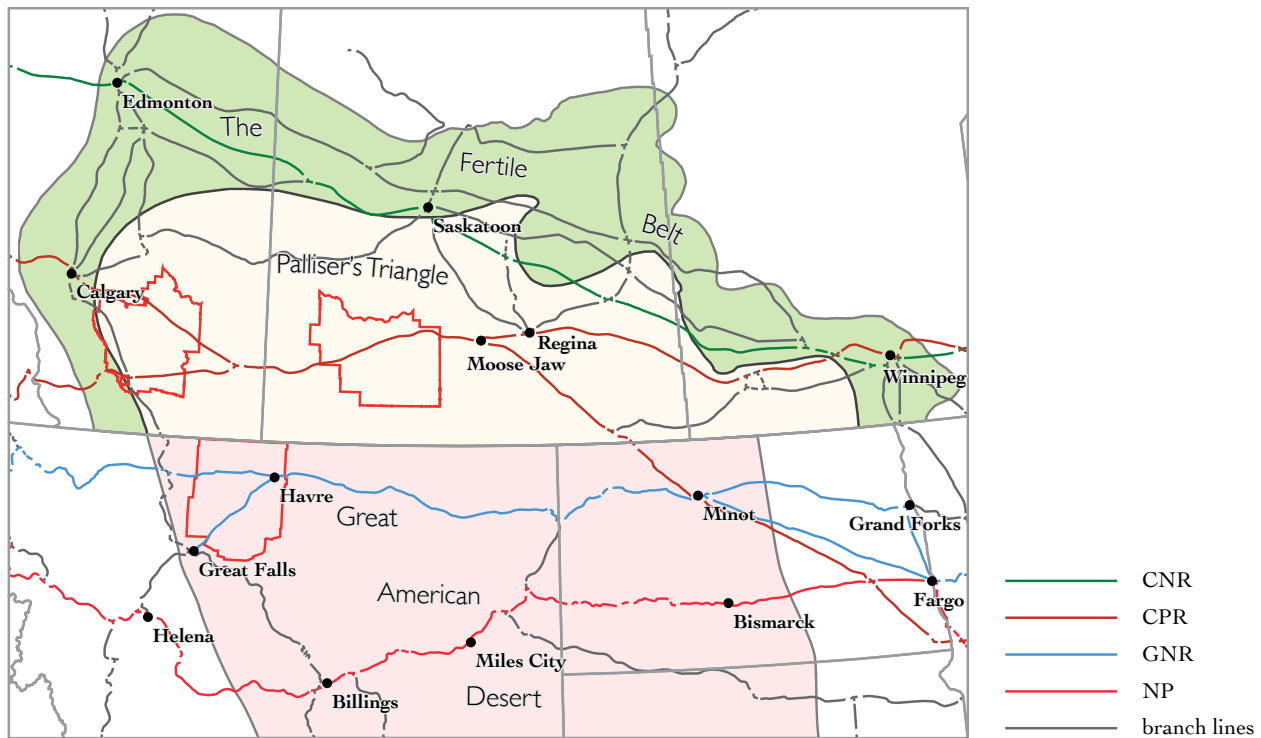 Edmonton
The
Fertile
Saskatoon
Belt
Palliser's Triangle
Calgary
Regina
Moose Jaw
Winnipeg
Havre
Great
Minot
Grand Forks
Great Falls
American
Fargo
Bismarck
Helena
Miles City
Desert
Billings
CNR
CPR
GNR
NP
branch lines